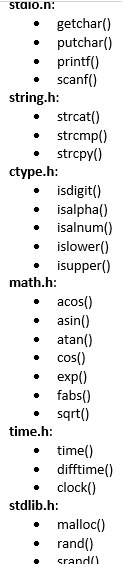 stdio.h:
• getchar()
• putchar()
• printf()
• scanf()
string.h:
• strcat()
• strcmp()
• strcpy()
ctype.h:
• isdigit()
• isalpha()
• isalnum()
• islower()
• isupper()
math.h:
• acos()
• asin()
• atan()
• cos()
• exp()
• fabs()
• sqrt()
time.h:
• time()
• difftime()
• clock()
stdlib.h:
• malloc()
• rand()
• srand()